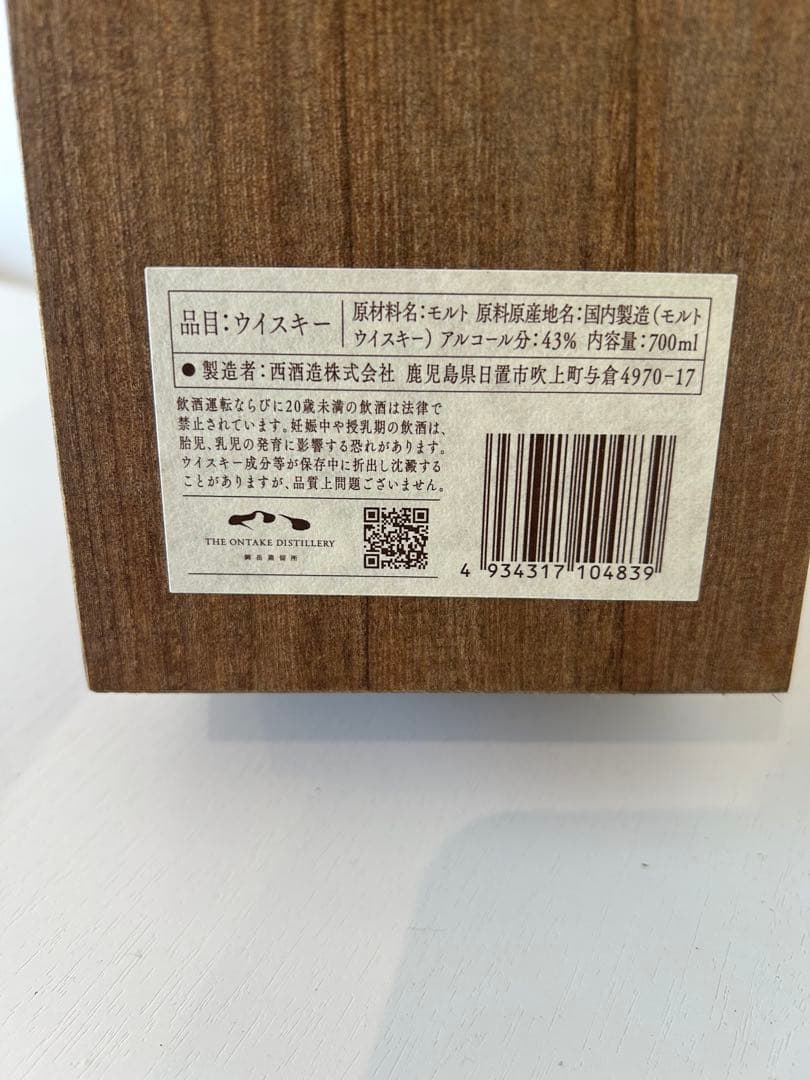 品目：ウイスキー
原材料名：モルト 原料原産地名：国内製造（モルト
ウイスキー） アルコール分：43% 内容量：700ml
● 製造者：西酒造株式会社 鹿児島県日置市吹上町与倉4970-17
飲酒運転ならびに20歳未満の飲酒は法律で
禁止されています。妊娠中や授乳期の飲酒は、
胎児、乳児の発育に影響する恐れがあります。
ウイスキー成分等が保存中に折出し沈澱する
ことがありますが、品質上問題ございません。
THE ONTAKE DISTILLERY
御岳蒸留所
4 934317 104839